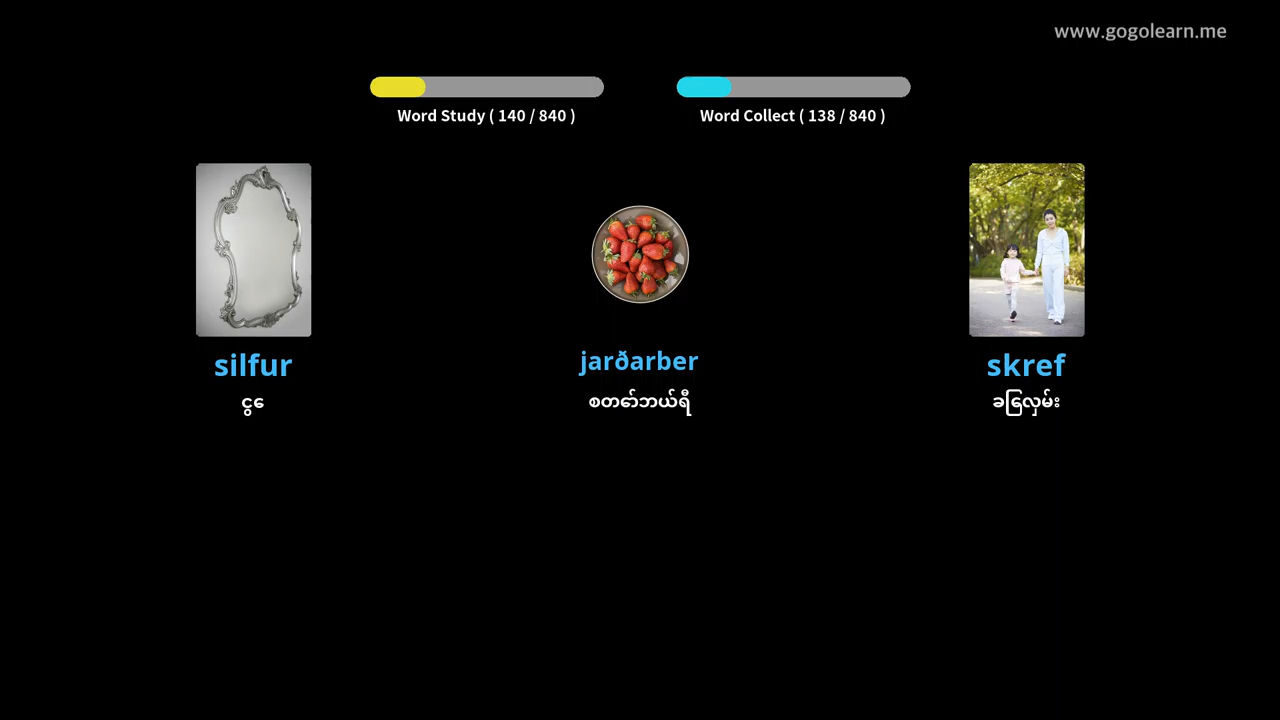 www.gogolearn.me
Word Study ( 140 / 840 )
Word Collect ( 138 / 840 )
silfur
ငွေ
jarðarber
စတော်ဘယ်ရီ
skref
ခြေလှမ်း